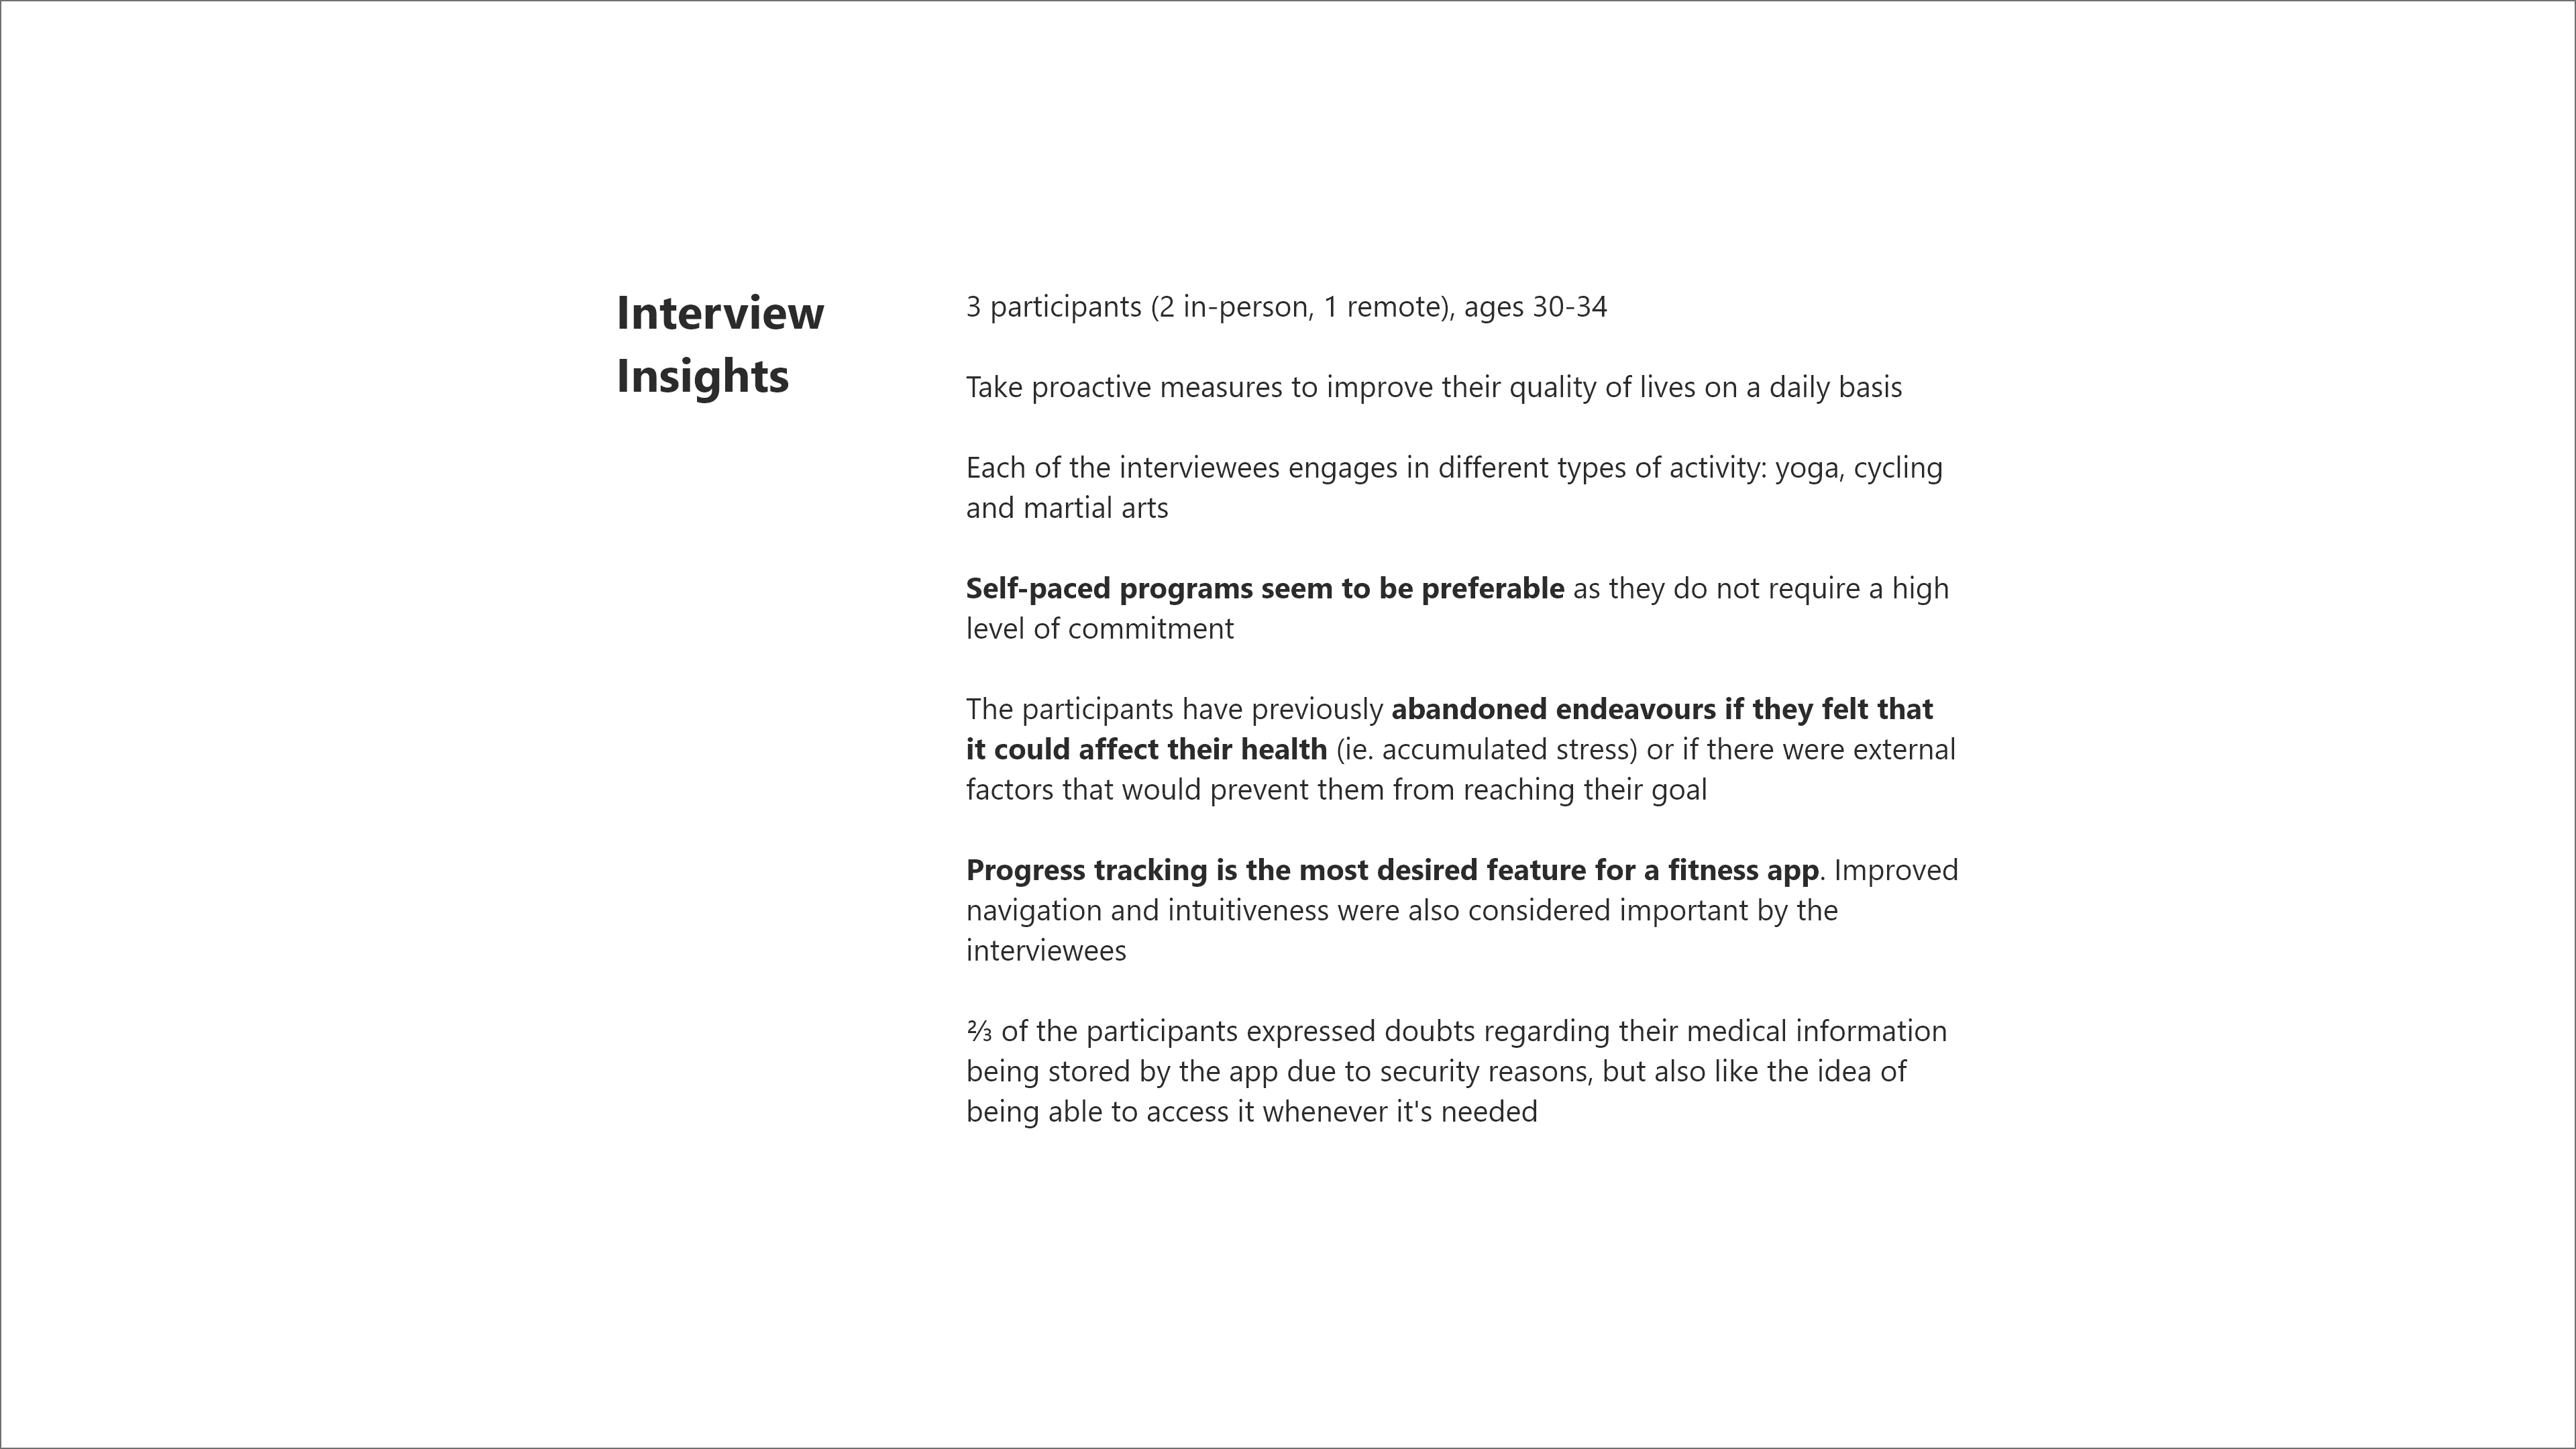 Interview
Insights
3 participants (2 in-person, 1 remote), ages 30-34
Take proactive measures to improve their quality of lives on a daily basis
Each of the interviewees engages in different types of activity: yoga, cycling
and martial arts
Self-paced programs seem to be preferable as they do not require a high
level of commitment
The participants have previously abandoned endeavours if they felt that
it could affect their health (ie. accumulated stress) or if there were external
factors that would prevent them from reaching their goal
Progress tracking is the most desired feature for a fitness app. Improved
navigation and intuitiveness were also considered important by the
interviewees
⅔ of the participants expressed doubts regarding their medical information
being stored by the app due to security reasons, but also like the idea of
being able to access it whenever it's needed